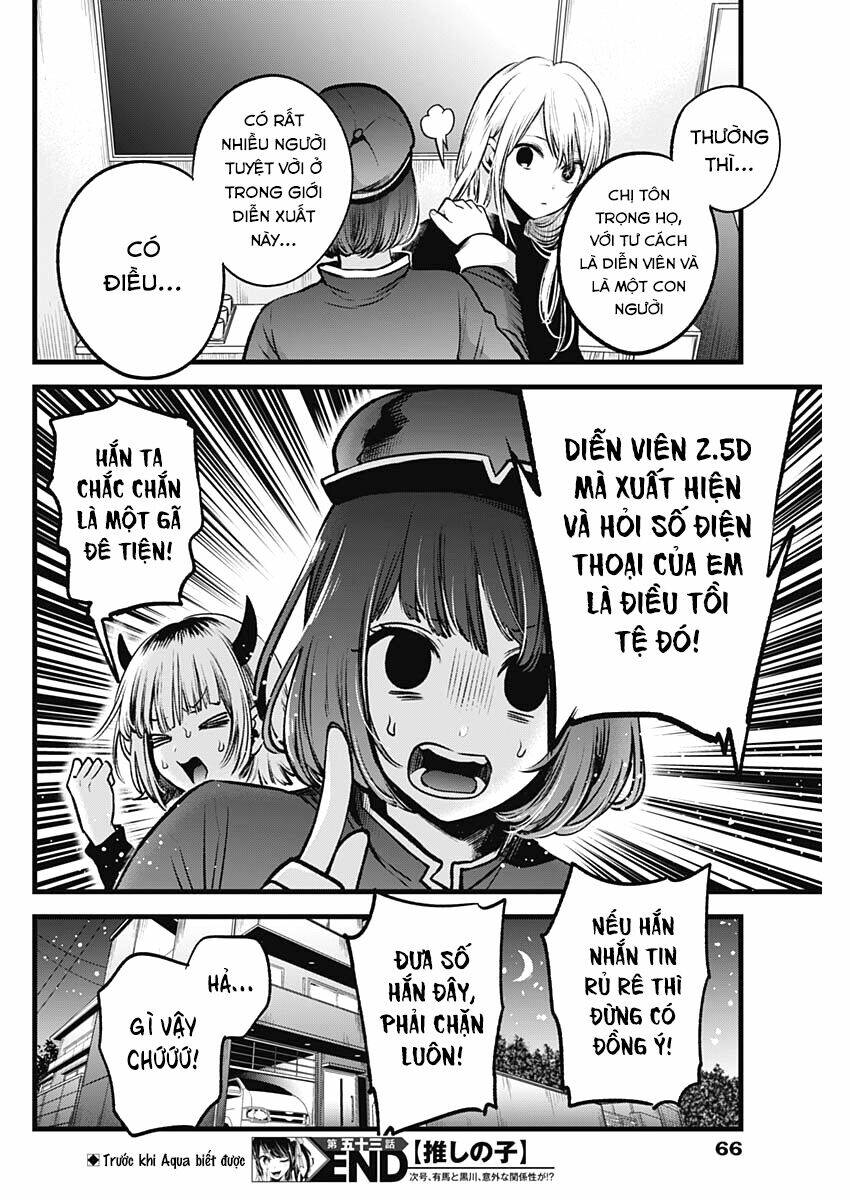 THƯỜNG
THÌ...
CHỊ TÔN
TRỌNG HỌ,
VỚI TƯ CÁCH
LÀ DIỄN VIÊN VÀ
LÀ MỘT CON
NGƯỜI
CÓ RẤT
NHIỀU NGƯỜI
TUYỆT VỜI Ở
TRONG GIỚI
DIỄN XUẤT
NÀY...
CÓ
ĐIỀU...
DIỄN VIÊN 2.5D
MÀ XUẤT HIỆN
VÀ HỎI SỐ ĐIỆN
THOẠI CỦA EM
LÀ ĐIỀU TỒI
TỆ ĐÓ!
HẮN TA
CHẮC CHẮN
LÀ MỘT GÃ
ĐÊ TIỆN!
NẾU HẮN
NHẮN TIN
RỦ RÊ THÌ
ĐỪNG CÓ
ĐỒNG Ý!
ĐƯA SỐ
HẮN ĐÂY,
PHẢI CHẶN
LUÔN!
HẢ...
GÌ VẬY
CHỨỨỨ!
66
◆Trước khi Aqua biết được
第五十三話
END
【推しの子】
次号、有馬と黒川、意外な関係性が!?